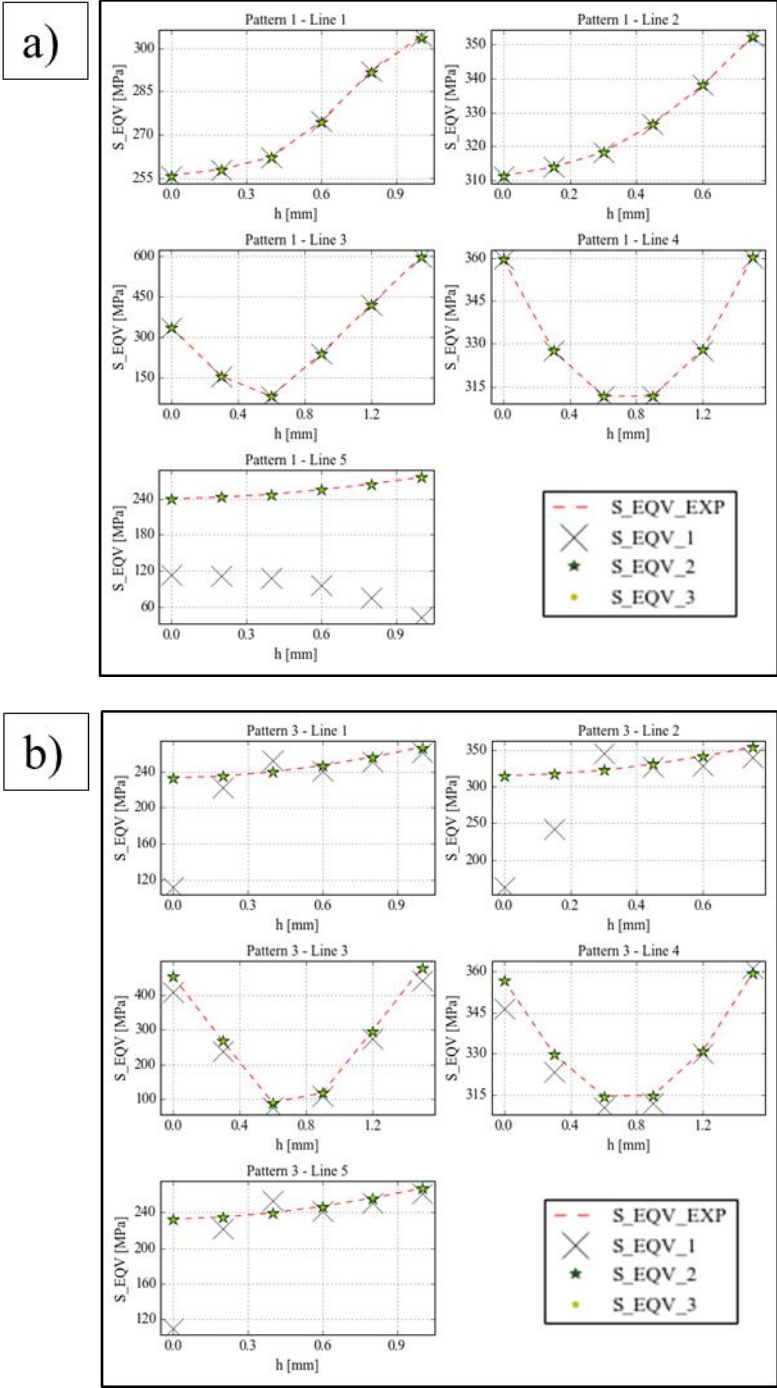 a)
Pattern 1 - Line 1
S_EQV [MPa]
300
285
270
255
0.0 0.3 0.6 0.9
h [mm]
Pattern 1 - Line 2
S_EQV [MPa]
350
340
330
320
310
0.0 0.2 0.4 0.6
h [mm]
Pattern 1 - Line 3
S_EQV [MPa]
600
450
300
150
0.0 0.4 0.8 1.2
h [mm]
Pattern 1 - Line 4
S_EQV [MPa]
360
345
330
315
0.0 0.4 0.8 1.2
h [mm]
Pattern 1 - Line 5
S_EQV [MPa]
240
180
120
60
0.0 0.3 0.6 0.9
h [mm]
S_EQV_EXP
S_EQV_1
S_EQV_2
S_EQV_3
b)
Pattern 3 - Line 1
S_EQV [MPa]
240
200
160
120
0.0 0.2 0.4 0.6 0.8 1.0
h [mm]
Pattern 3 - Line 2
S_EQV [MPa]
350
300
250
200
0.0 0.2 0.4 0.6
h [mm]
Pattern 3 - Line 3
S_EQV [MPa]
400
300
200
100
0.0 0.4 0.8 1.2
h [mm]
Pattern 3 - Line 4
S_EQV [MPa]
360
345
330
315
0.0 0.4 0.8 1.2
h [mm]
Pattern 3 - Line 5
S_EQV [MPa]
240
200
160
120
0.0 0.3 0.6 0.9
h [mm]
S_EQV_EXP
S_EQV_1
S_EQV_2
S_EQV_3